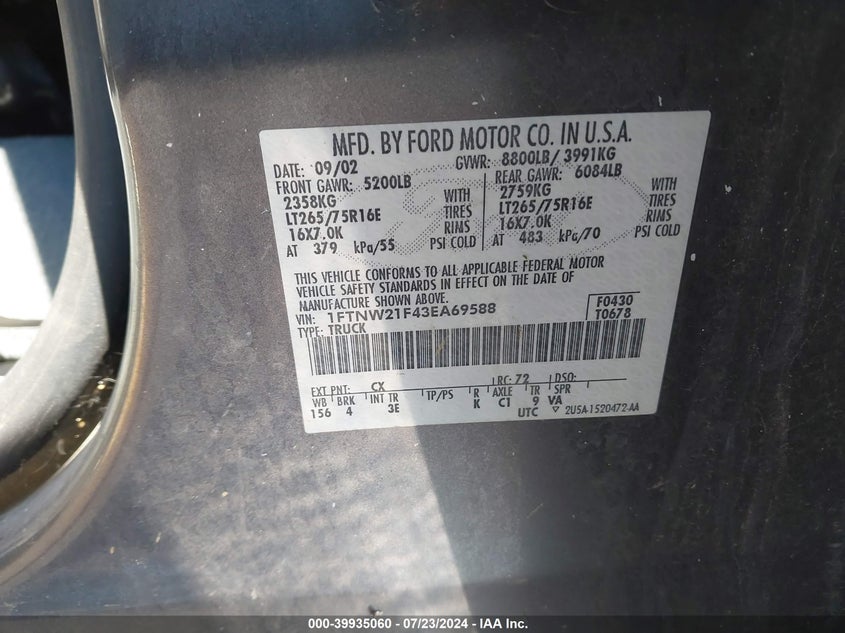 MFD. BY FORD MOTOR CO. IN U.S.A.
DATE: 09/02 GVWR: 8800LB/ 3991KG
FRONT GAWR: 5200LB REAR GAWR: 6084LB
2358KG WITH 2759KG WITH
LT265/75R16E TIRES LT265/75R16E TIRES
16X7.0K RIMS 16X7.0K RIMS
AT 379 kPa/55 PSI COLD AT 483 kPa/70 PSI COLD
THIS VEHICLE CONFORMS TO ALL APPLICABLE FEDERAL MOTOR
VEHICLE SAFETY STANDARDS IN EFFECT ON THE DATE OF
MANUFACTURE SHOWN ABOVE.
VIN: 1FTNW21F43EA69588 F0430
TYPE: TRUCK T0678
EXT PNT: CX RC: 72 DSO:
WB BRK INT TR TP/PS R AXLE TR SPR
156 4 3E K C1 9 VA
UTC ▽ 2U5A-1520472-AA
000-39935060 - 07/23/2024 - © IAA Inc.